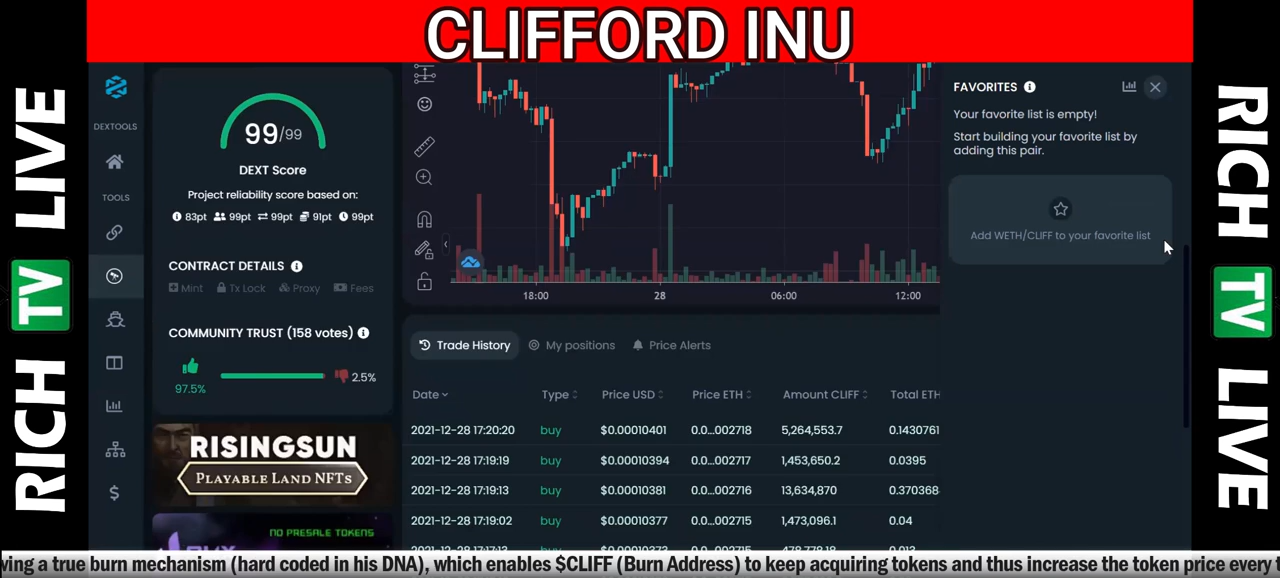 CLIFFORD INU
RICH TV LIVE
DEXTOOLS
TOOLS
99/99
DEXT Score
Project reliability score based on:
83pt 99pt 99pt 91pt 99pt
CONTRACT DETAILS
Mint Tx Lock Proxy Fees
COMMUNITY TRUST (158 votes)
97.5%
2.5%
RISINGSUN
PLAYABLE LAND NFTS
NO PRESALE TOKENS
18:00 28 06:00 12:00
Trade History My positions Price Alerts
Date Type Price USD Price ETH Amount CLIFF Total ETH
2021-12-28 17:20:20 buy $0.00010401 0.0...002718 5,264,553.7 0.1430761
2021-12-28 17:19:19 buy $0.00010394 0.0...002717 1,453,650.2 0.0395
2021-12-28 17:19:13 buy $0.00010381 0.0...002716 13,634,870 0.370368
2021-12-28 17:19:02 buy $0.00010377 0.0...002715 1,473,096.1 0.04
FAVORITES
Your favorite list is empty!
Start building your favorite list by
adding this pair.
Add WETH/CLIFF to your favorite list
RICH TV LIVE
ving a true burn mechanism (hard coded in his DNA), which enables $CLIFF (Burn Address) to keep acquiring tokens and thus increase the token price every